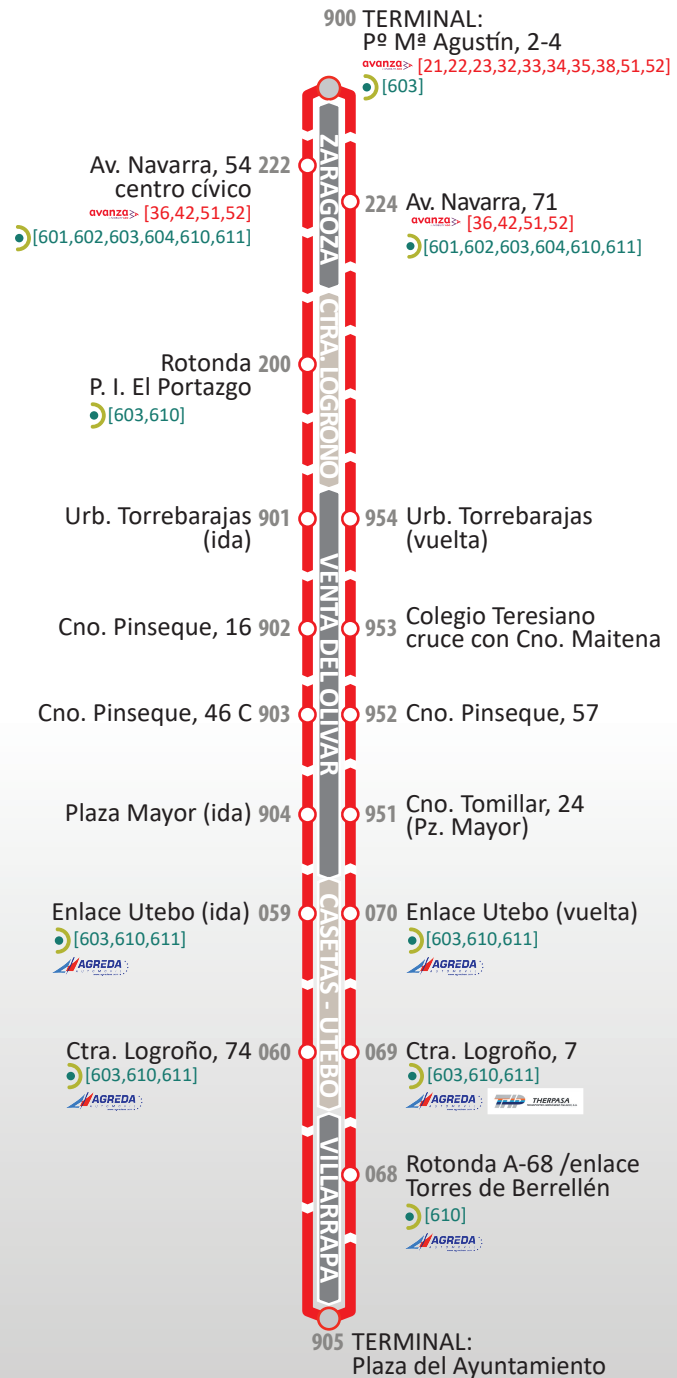 900 TERMINAL:
Pº Mª Agustín, 2-4
avanza [21,22,23,32,33,34,35,38,51,52]
[603]
Av. Navarra, 54 222
centro cívico
avanza [36,42,51,52]
[601,602,603,604,610,611]
224 Av. Navarra, 71
avanza [36,42,51,52]
[601,602,603,604,610,611]
ZARAGOZA
CTRA. LOGROÑO
Rotonda 200
P. I. El Portazgo
[603,610]
Urb. Torrebarajas 901
(ida)
954 Urb. Torrebarajas
(vuelta)
VENTA DEL OLIVAR
Cno. Pinseque, 16 902
953 Colegio Teresiano
cruce con Cno. Maitena
Cno. Pinseque, 46 C 903
952 Cno. Pinseque, 57
Plaza Mayor (ida) 904
951 Cno. Tomillar, 24
(Pz. Mayor)
CASETAS - UTEBO
Enlace Utebo (ida) 059
[603,610,611]
AGREDA
AUTOMOVIL
070 Enlace Utebo (vuelta)
[603,610,611]
AGREDA
AUTOMOVIL
Ctra. Logroño, 74 060
[603,610,611]
AGREDA
AUTOMOVIL
069 Ctra. Logroño, 7
[603,610,611]
AGREDA
AUTOMOVIL
THERPASA
VILLARRAPA
068 Rotonda A-68 /enlace
Torres de Berrellén
[610]
AGREDA
AUTOMOVIL
905 TERMINAL:
Plaza del Ayuntamiento